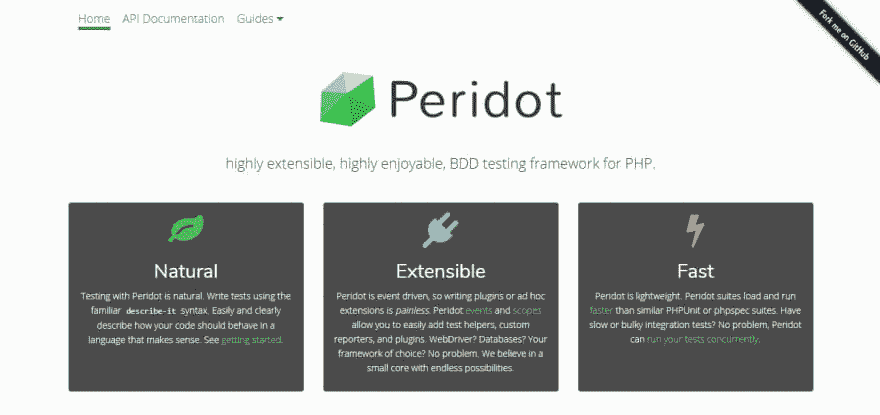 Home API Documentation Guides
Fork me on GitHub
Peridot
highly extensible, highly enjoyable, BDD testing framework for PHP.
Natural
Testing with Peridot is natural. Write tests using the
familiar describe-it syntax. Easily and clearly
describe how your code should behave in a
language that makes sense. See getting started.
Extensible
Peridot is event driven, so writing plugins or ad hoc
extensions is painless. Peridot events and scopes
allow you to easily add test helpers, custom
reporters, and plugins. WebDriver? Databases? Your
framework of choice? No problem. We believe in a
small core with endless possibilities.
Fast
Peridot is lightweight. Peridot suites load and run
faster than similar PHPUnit or phpspec suites. Have
slow or bulky integration tests? No problem, Peridot
can run your tests concurrently.